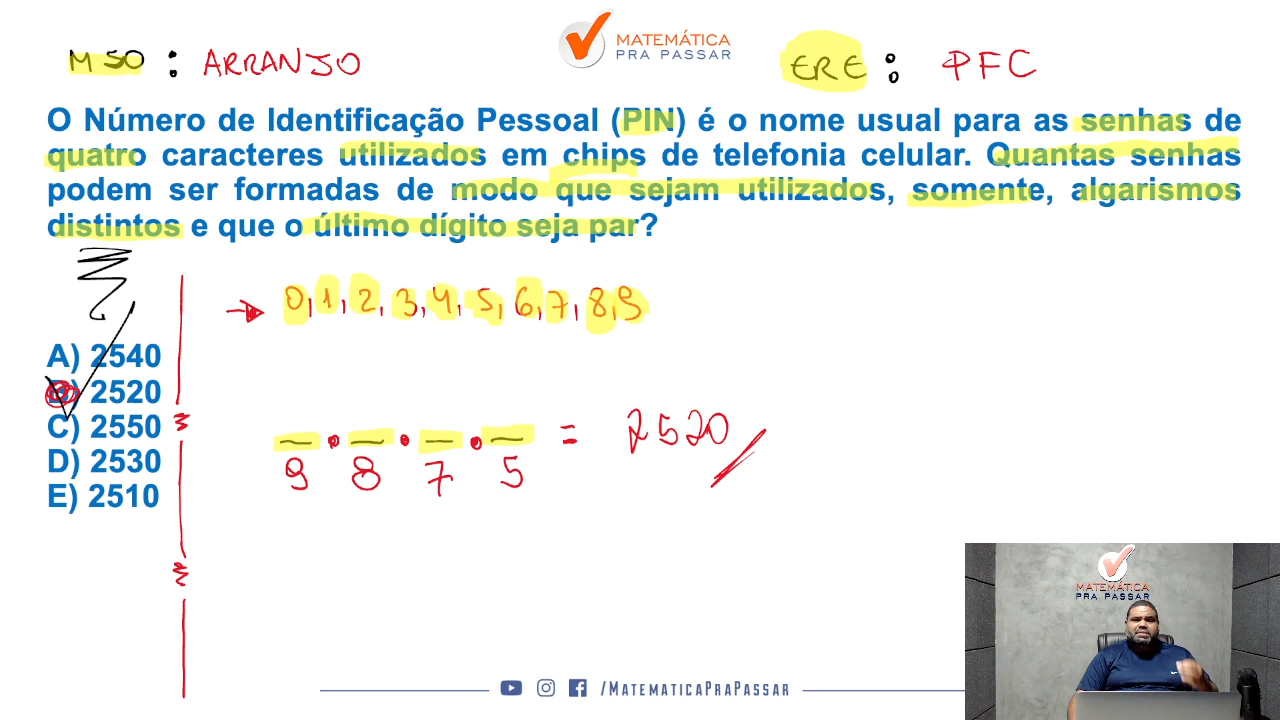 MATEMÁTICA
PRA PASSAR
MSO : ARRANJO
ERE : PFC
O Número de Identificação Pessoal (PIN) é o nome usual para as senhas de
quatro caracteres utilizados em chips de telefonia celular. Quantas senhas
podem ser formadas de modo que sejam utilizados, somente, algarismos
distintos e que o último dígito seja par?
0, 1, 2, 3, 4, 5, 6, 7, 8, 9
A) 2540
B) 2520
C) 2550
D) 2530
E) 2510
9 . 8 . 7 . 5 = 2520
MATEMÁTICA
PRA PASSAR
/MatematicaPraPassar